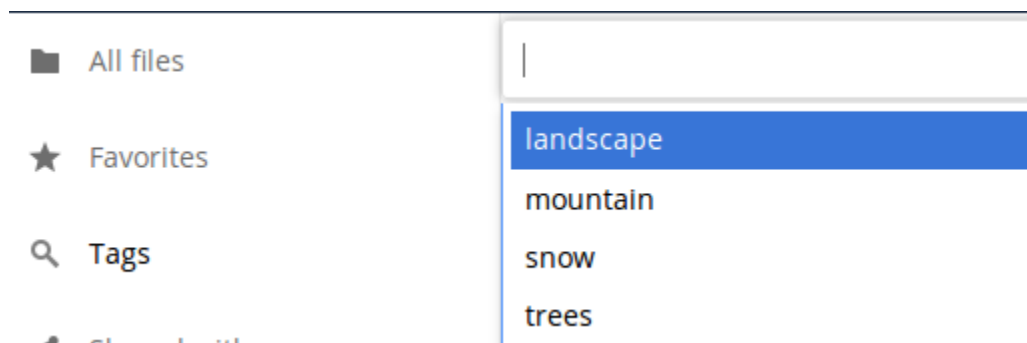 All files
Favorites
Tags
landscape
mountain
snow
trees